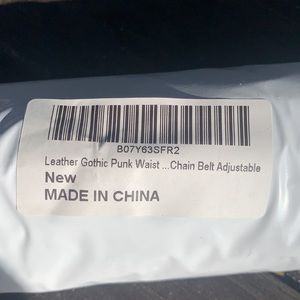 B07Y63SFR2
Leather Gothic Punk Waist ...Chain Belt Adjustable
New
MADE IN CHINA